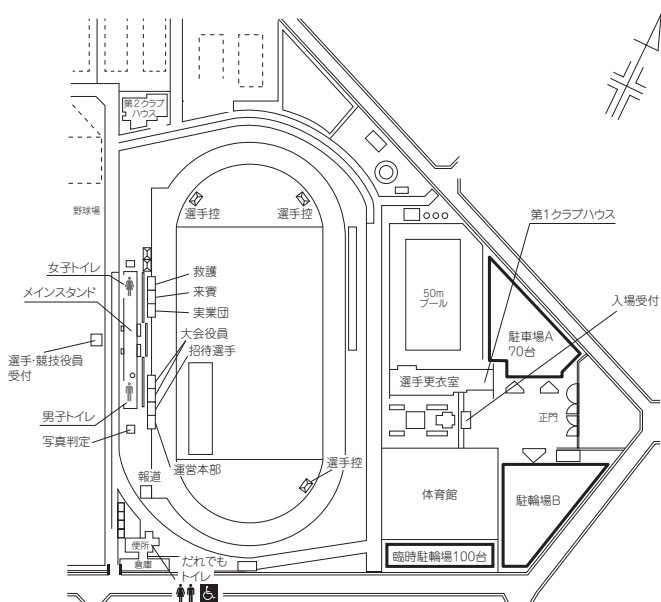 第2クラブ
ハウス
野球場
選手控
選手控
第1クラブハウス
女子トイレ
救護
来賓
実業団
メインスタンド
50m
プール
入場受付
駐車場A
70台
大会役員
招待選手
選手・競技役員
受付
選手更衣室
男子トイレ
正門
写真判定
運営本部
選手控
報道
体育館
駐輪場B
便所
だれでも
トイレ
倉庫
臨時駐輪場100台